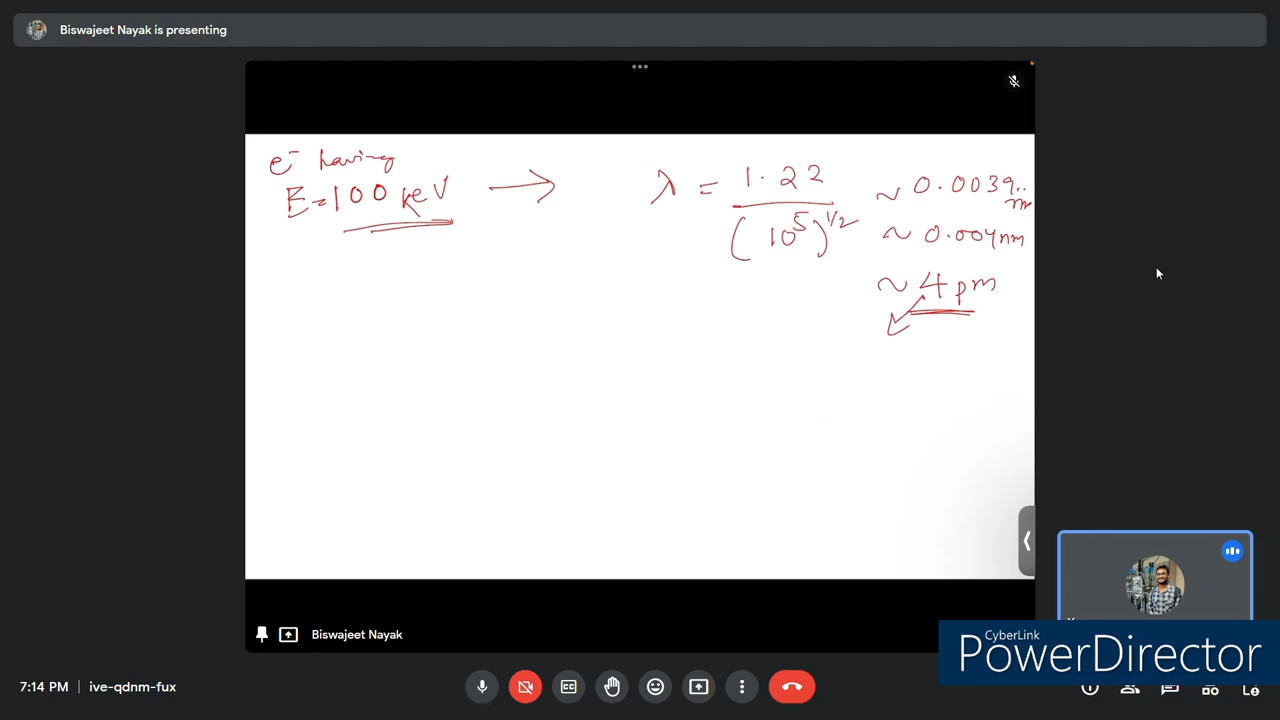 Biswajeet Nayak is presenting
e⁻ having
E=100 keV → λ = 1.22 / (10⁵)^1/2 ~ 0.0039.. nm
~ 0.004nm
~ 4 pm
Biswajeet Nayak
7:14 PM | ive-qdnm-fux
CyberLink
PowerDirector